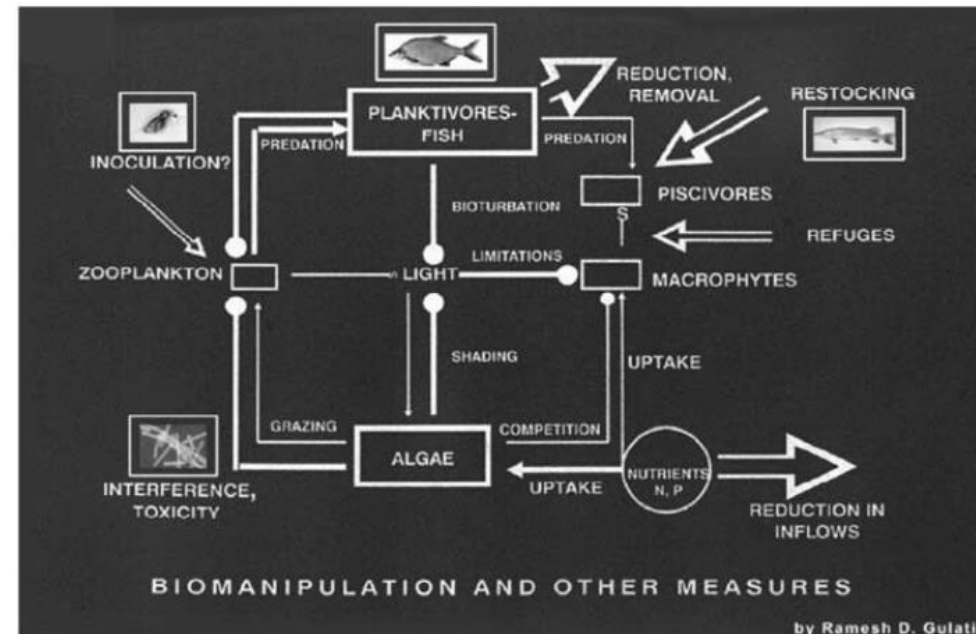 PLANKTIVORES-
FISH
REDUCTION,
REMOVAL
RESTOCKING
INOCULATION?
PREDATION
PREDATION
PISCIVORES
S
BIOTURBATION
REFUGES
ZOOPLANKTON
LIGHT
LIMITATIONS
MACROPHYTES
SHADING
UPTAKE
GRAZING
COMPETITION
ALGAE
INTERFERENCE,
TOXICITY
UPTAKE
NUTRIENTS
N, P
REDUCTION IN
INFLOWS
BIOMANIPULATION AND OTHER MEASURES
by Ramesh D. Gulati